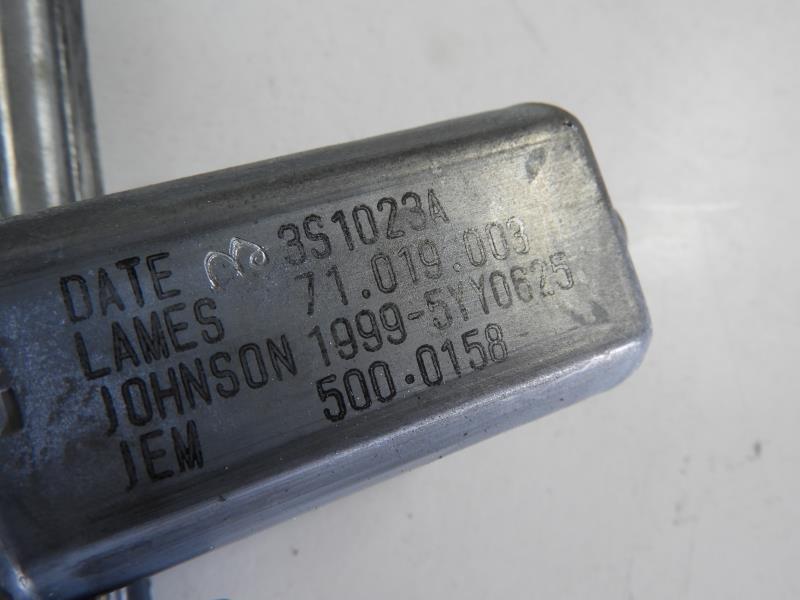 DATE 3S1023A
LAMES 71.019.003
JOHNSON 1999-5YY0625
JEM 500.0158